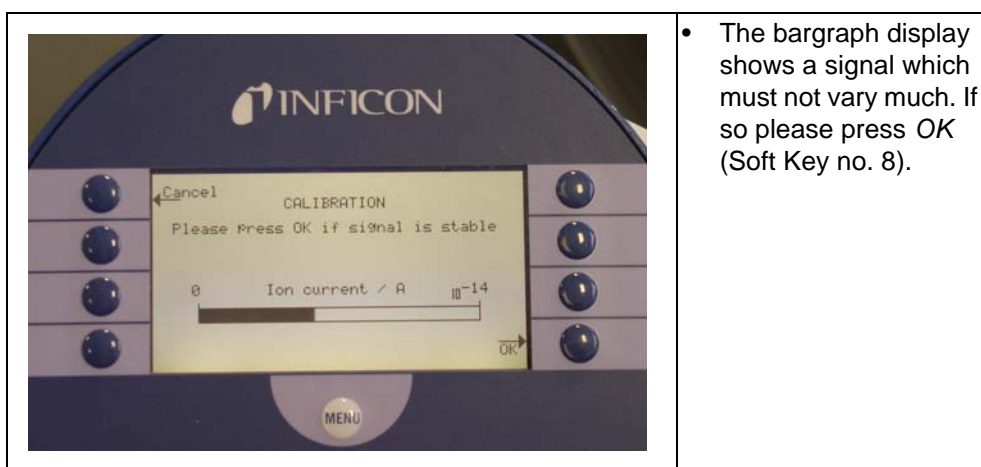 INFICON
Cancel
CALIBRATION
Please press OK if signal is stable
0 Ion current / A 10-14
OK
MENU
• The bargraph display
shows a signal which
must not vary much. If
so please press OK
(Soft Key no. 8).